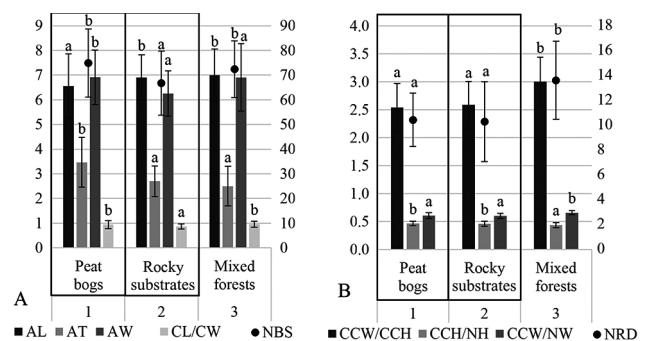 9
8
7
6
5
4
3
2
1
0
a b b
b
b
b a a
a
a
b b a
a
b
90
80
70
60
50
40
30
20
10
0
Peat
bogs
Rocky
substrates
Mixed
forests
1 2 3
A
AL AT AW CL/CW NBS
4.0
3.5
3.0
2.5
2.0
1.5
1.0
0.5
0.0
a a
b a
a a
b a
b b
a b
18
16
14
12
10
8
6
4
2
0
Peat
bogs
Rocky
substrates
Mixed
forests
1 2 3
B
CCW/CCH CCH/NH CCW/NW NRD